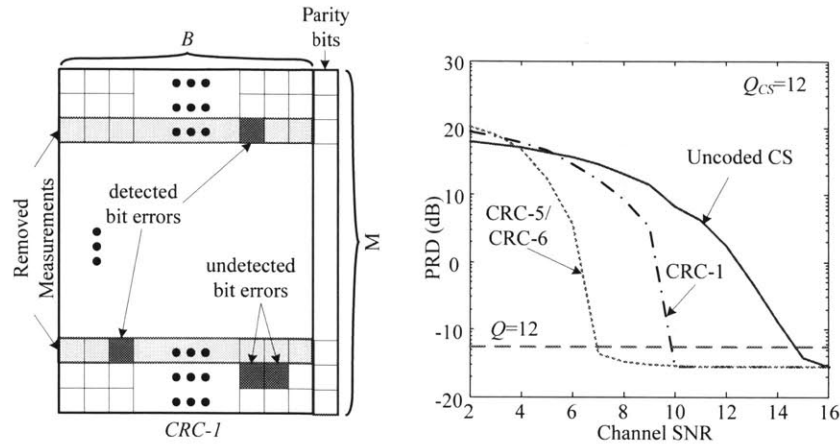 Parity
bits
B
Removed
Measurements
detected
bit errors
undetected
bit errors
M
CRC-1
30
20
10
0
-10
-20
PRD (dB)
Q_CS=12
Uncoded CS
CRC-5/
CRC-6
CRC-1
Q=12
2 4 6 8 10 12 14 16
Channel SNR